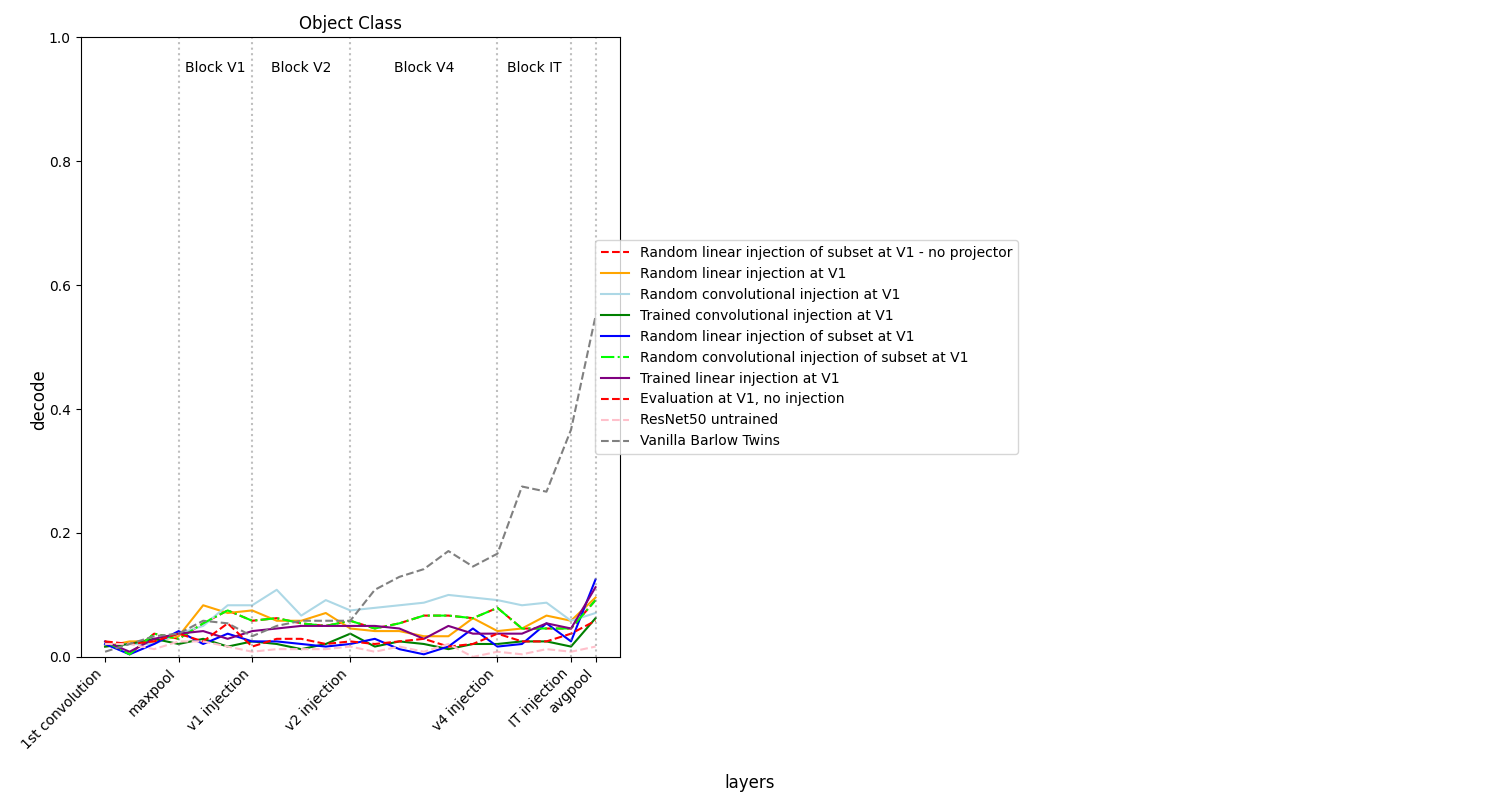 Object Class
1.0
Block V1
Block V2
Block V4
Block IT
0.8
0.6
0.4
0.2
0.0
decode
Random linear injection of subset at V1 - no projector
Random linear injection at V1
Random convolutional injection at V1
Trained convolutional injection at V1
Random linear injection of subset at V1
Random convolutional injection of subset at V1
Trained linear injection at V1
Evaluation at V1, no injection
ResNet50 untrained
Vanilla Barlow Twins
1st convolution
maxpool
v1 injection
v2 injection
v4 injection
IT injection
avgpool
layers